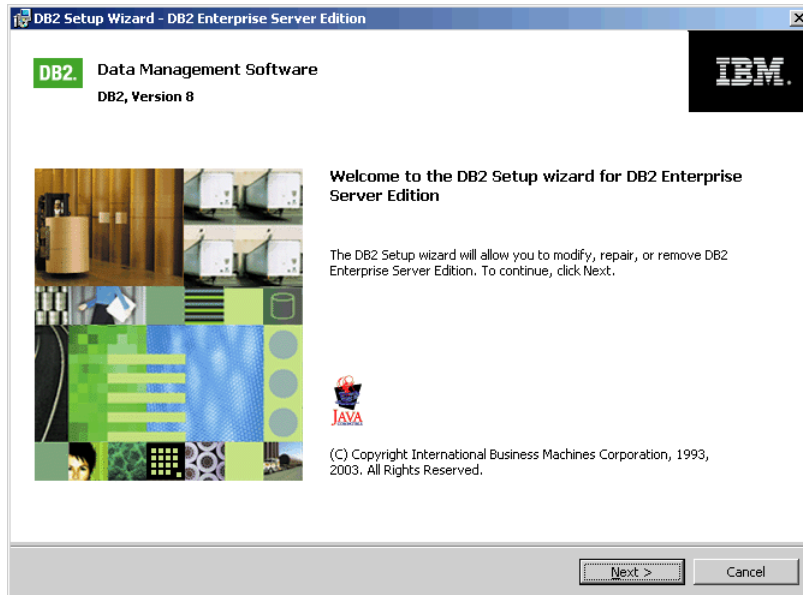 DB2 Setup Wizard - DB2 Enterprise Server Edition
DB2.
Data Management Software
IBM.
DB2, Version 8
Welcome to the DB2 Setup wizard for DB2 Enterprise
Server Edition
The DB2 Setup wizard will allow you to modify, repair, or remove DB2
Enterprise Server Edition. To continue, click Next.
JAVA
COMPATIBLE
(C) Copyright International Business Machines Corporation, 1993,
2003. All Rights Reserved.
Next >
Cancel